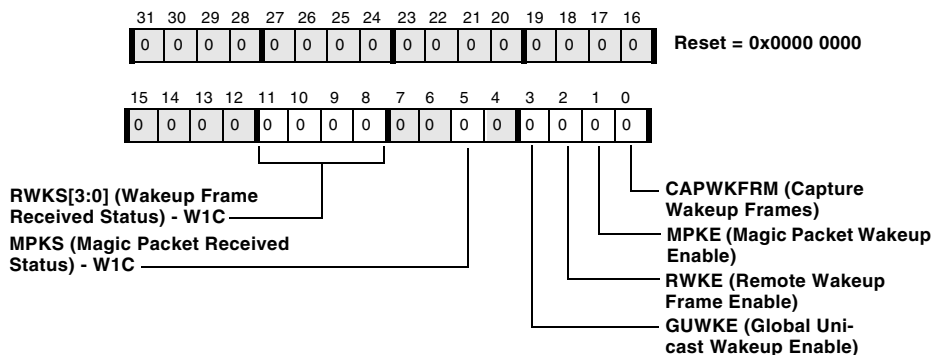 31 30 29 28 27 26 25 24 23 22 21 20 19 18 17 16
0 0 0 0 0 0 0 0 0 0 0 0 0 0 0 0
Reset = 0x0000 0000
15 14 13 12 11 10 9 8 7 6 5 4 3 2 1 0
0 0 0 0 0 0 0 0 0 0 0 0 0 0 0 0
RWKS[3:0] (Wakeup Frame
Received Status) - W1C
MPKS (Magic Packet Received
Status) - W1C
CAPWKFRM (Capture
Wakeup Frames)
MPKE (Magic Packet Wakeup
Enable)
RWKE (Remote Wakeup
Frame Enable)
GUWKE (Global Uni-
cast Wakeup Enable)